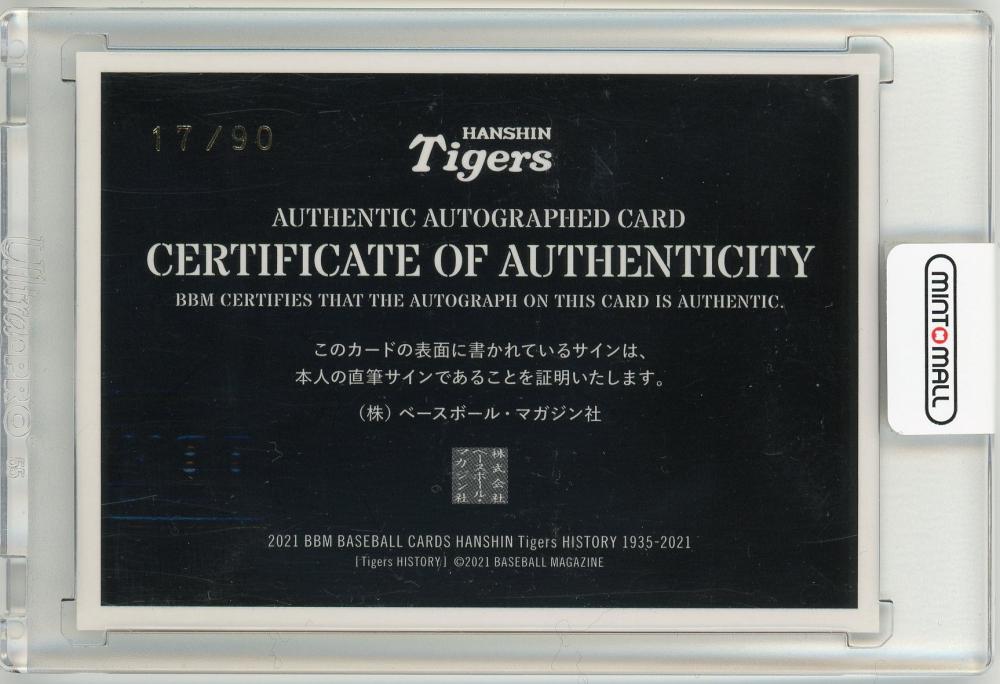 17/90
HANSHIN
Tigers
AUTHENTIC AUTOGRAPHED CARD
CERTIFICATE OF AUTHENTICITY
BBM CERTIFIES THAT THE AUTOGRAPH ON THIS CARD IS AUTHENTIC.
このカードの表面に書かれているサインは、
本人の直筆サインであることを証明いたします。
（株）ベースボール・マガジン社
株式会社
ベースボール・
マガジン社
2021 BBM BASEBALL CARDS HANSHIN Tigers HISTORY 1935-2021
[Tigers HISTORY] ©2021 BASEBALL MAGAZINE
MINT MALL
Ultra PRO
55